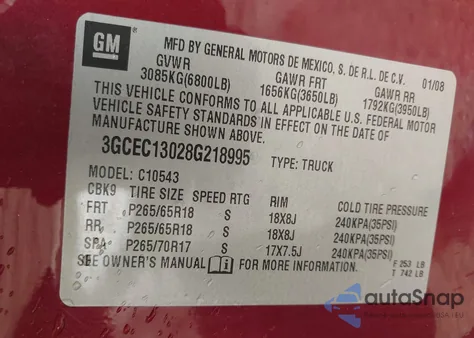 GM
MFD BY GENERAL MOTORS DE MEXICO, S. DE R.L. DE C.V. 01/08
GVWR GAWR FRT GAWR RR
3085KG(6800LB) 1656KG(3650LB) 1792KG(3950LB)
THIS VEHICLE CONFORMS TO ALL APPLICABLE U.S. FEDERAL MOTOR
VEHICLE SAFETY STANDARDS IN EFFECT ON THE DATE OF
MANUFACTURE SHOWN ABOVE.
3GCEC13028G218995 TYPE: TRUCK
MODEL: C10543
CBK9 TIRE SIZE SPEED RTG RIM COLD TIRE PRESSURE
FRT P265/65R18 S 18X8J 240KPA(35PSI)
RR P265/65R18 S 18X8J 240KPA(35PSI)
SPA P265/70R17 S 17X7.5J 240KPA(35PSI)
SEE OWNER'S MANUAL FOR MORE INFORMATION.
F 253 LB
T 742 LB
autoSnap